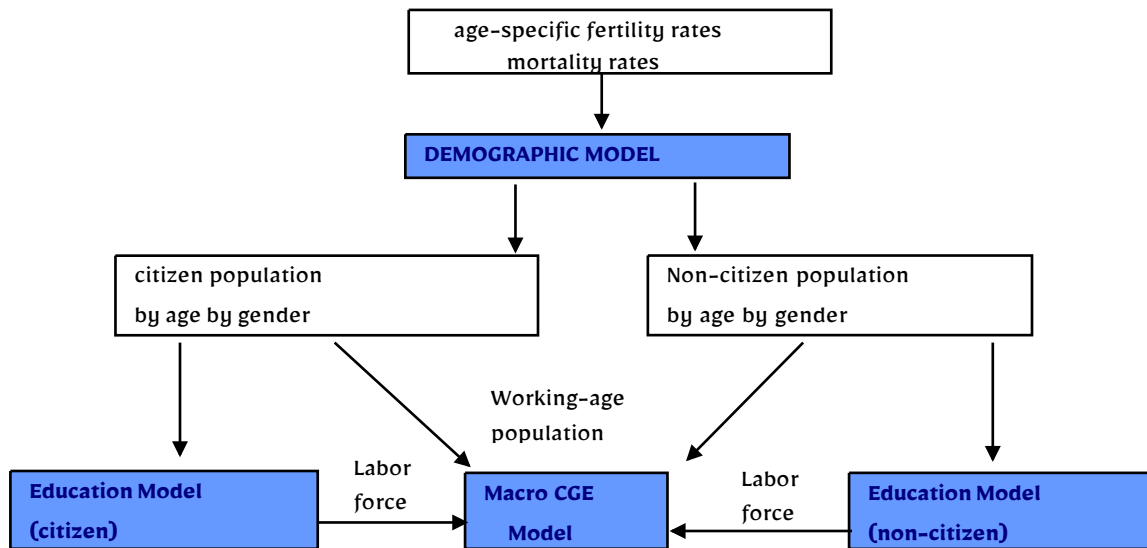 age-specific fertility rates
mortality rates
DEMOGRAPHIC MODEL
citizen population
by age by gender
Non-citizen population
by age by gender
Working-age
population
Education Model
(citizen)
Labor
force
Macro CGE
Model
Labor
force
Education Model
(non-citizen)